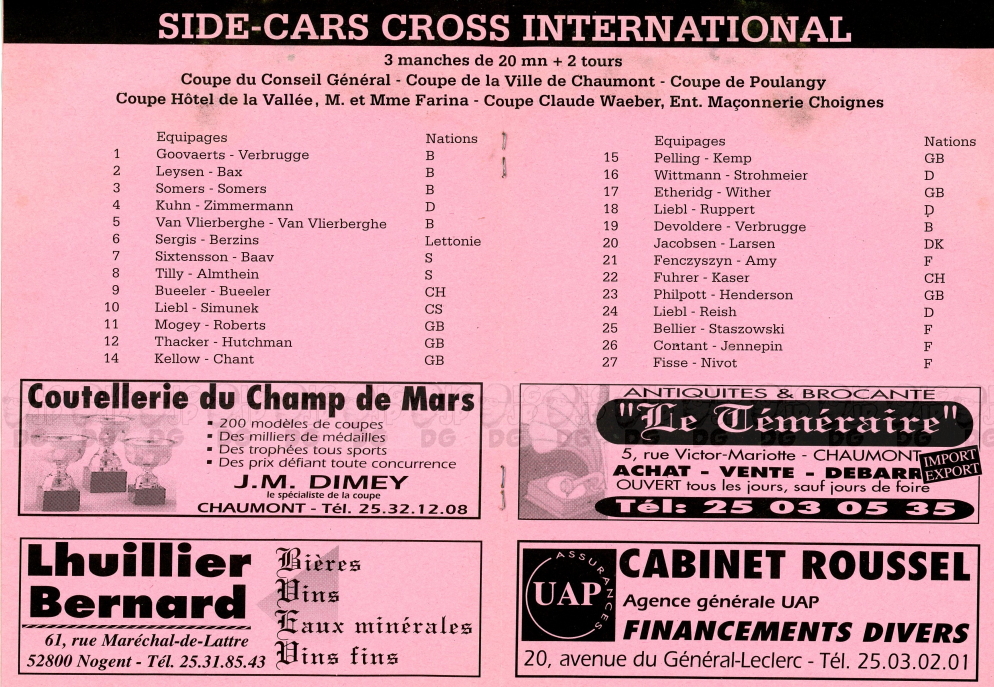 SIDE-CARS CROSS INTERNATIONAL
3 manches de 20 mn + 2 tours
Coupe du Conseil Général - Coupe de la Ville de Chaumont - Coupe de Poulangy
Coupe Hôtel de la Vallée, M. et Mme Farina - Coupe Claude Waeber, Ent. Maçonnerie Choignes
Equipages Nations
1 Goovaerts - Verbrugge B
2 Leysen - Bax B
3 Somers - Somers B
4 Kuhn - Zimmermann D
5 Van Vlierberghe - Van Vlierberghe B
6 Sergis - Berzins Lettonie
7 Sixtensson - Baav S
8 Tilly - Almthein S
9 Bueeler - Bueeler CH
10 Liebl - Simunek CS
11 Mogey - Roberts GB
12 Thacker - Hutchman GB
14 Kellow - Chant GB
Equipages Nations
15 Pelling - Kemp GB
16 Wittmann - Strohmeier D
17 Etheridg - Wither GB
18 Liebl - Ruppert D
19 Devoldere - Verbrugge B
20 Jacobsen - Larsen DK
21 Fenczyszyn - Amy F
22 Fuhrer - Kaser CH
23 Philpott - Henderson GB
24 Liebl - Reish D
25 Bellier - Staszowski F
26 Contant - Jennepin F
27 Fisse - Nivot F
Coutellerie du Champ de Mars
▪ 200 modèles de coupes
▪ Des milliers de médailles
▪ Des trophées tous sports
▪ Des prix défiant toute concurrence
J.M. DIMEY
le spécialiste de la coupe
CHAUMONT - Tél. 25.32.12.08
ANTIQUITES & BROCANTE
"Le Téméraire"
5, rue Victor-Mariotte - CHAUMONT
ACHAT - VENTE - DEBARR
IMPORT
EXPORT
OUVERT tous les jours, sauf jours de foire
Tél: 25 03 05 35
Lhuillier
Bernard
61, rue Maréchal-de-Lattre
52800 Nogent - Tél. 25.31.85.43
Bières
Vins
Eaux minérales
Vins fins
ASSURANCES
UAP
CABINET ROUSSEL
Agence générale UAP
FINANCEMENTS DIVERS
20, avenue du Général-Leclerc - Tél. 25.03.02.01